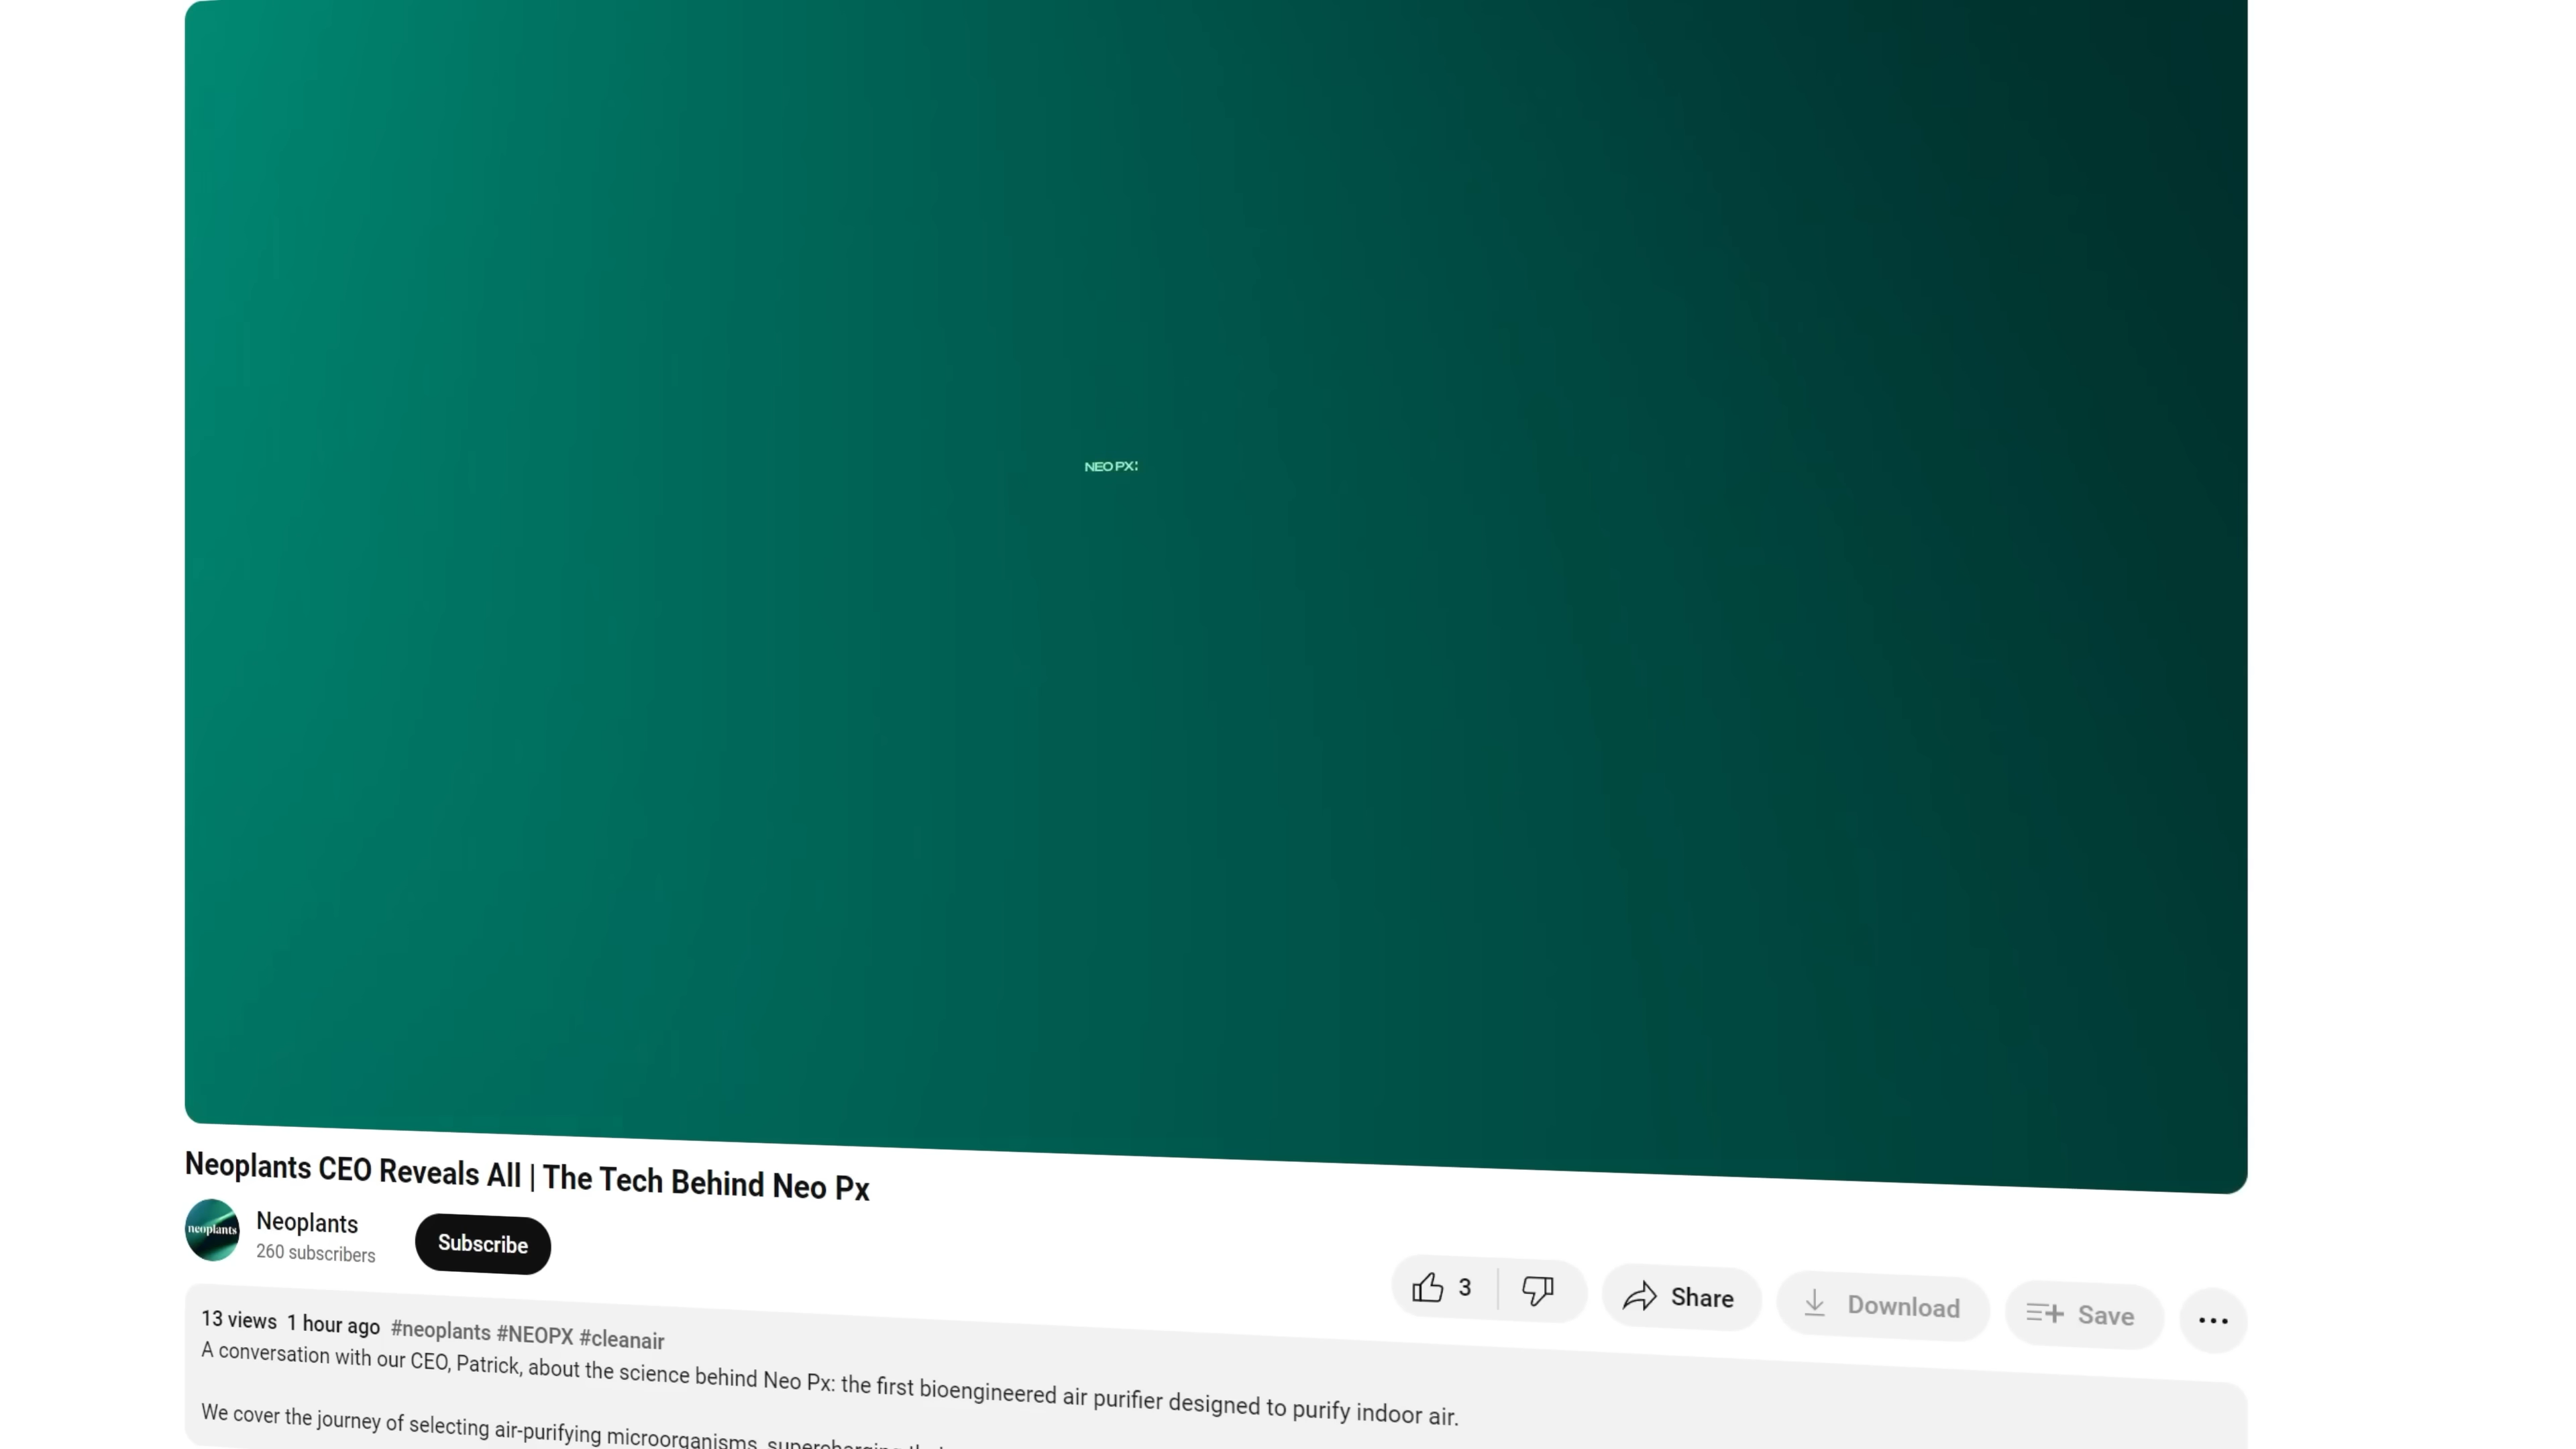 NEO PX:
Neoplants CEO Reveals All | The Tech Behind Neo Px
neoplants
Neoplants
260 subscribers
Subscribe
3
Share
Download
Save
13 views 1 hour ago #neoplants #NEOPX #cleanair
A conversation with our CEO, Patrick, about the science behind Neo Px: the first bioengineered air purifier designed to purify indoor air.
We cover the journey of selecting air-purifying microorganisms, supercharging